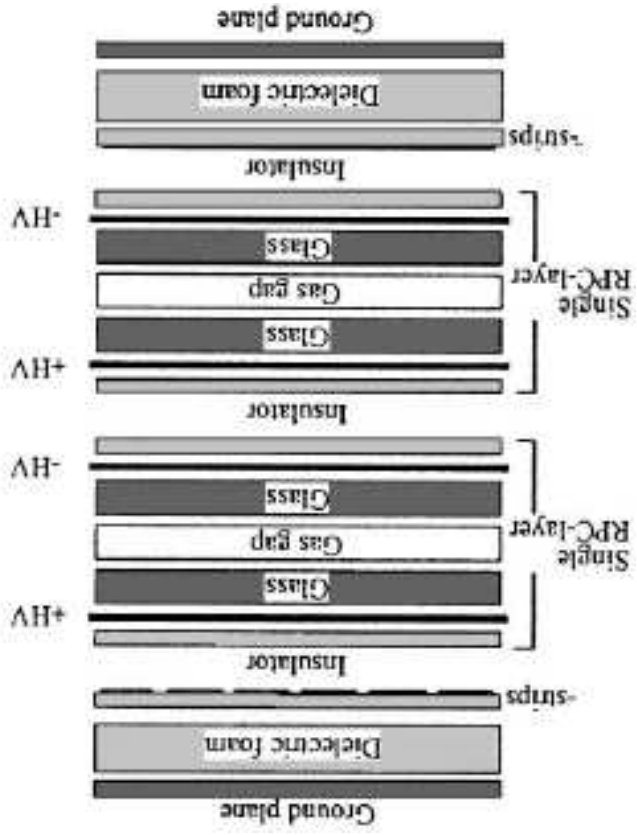 Ground plane
Dielectric foam
-strips
Insulator
+HV
Glass
Single
RPC-layer
Gas gap
Glass
-HV
Insulator
+HV
Glass
Single
RPC-layer
Gas gap
Glass
-HV
Insulator
-strips
Dielectric foam
Ground plane